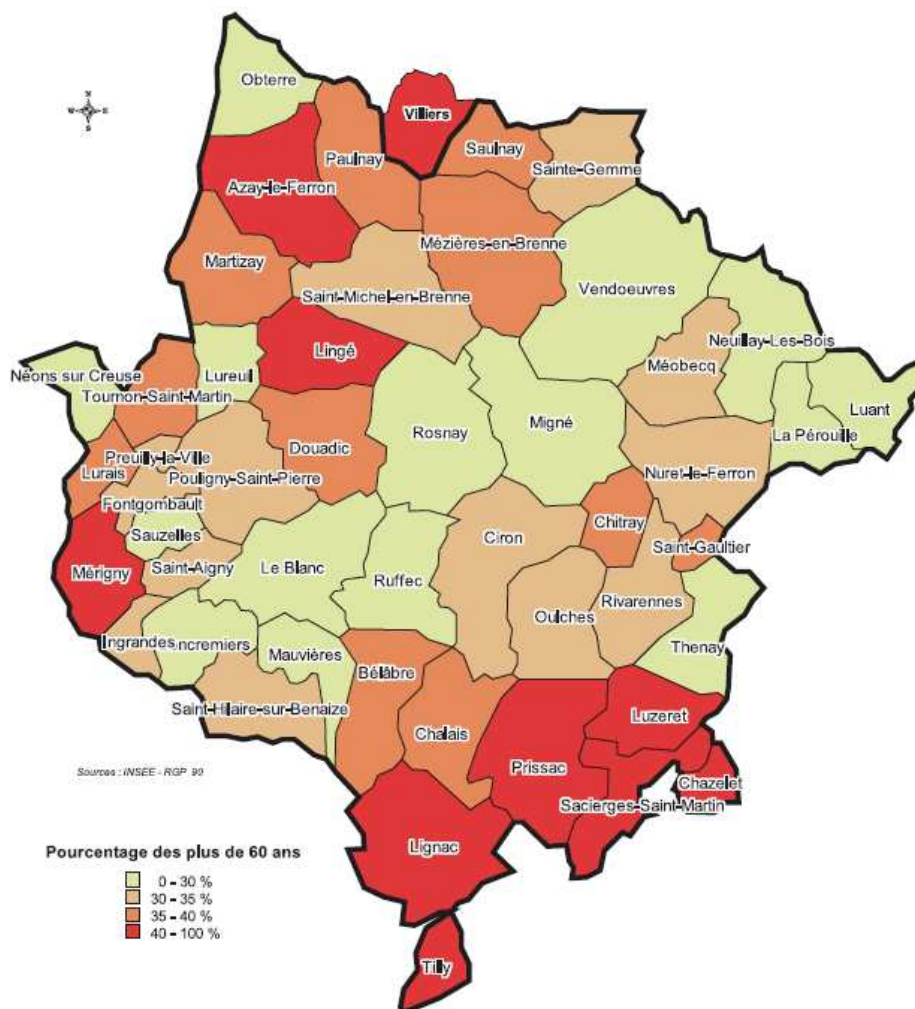 Obterre
N
W E
S
Villiers
Paulnay
Saulnay
Sainte-Gemme
Azay-le-Ferron
Mézières-en-Brenne
Martizay
Vendoeuvres
Saint-Michel-en-Brenne
Neuillay-Les-Bois
Lingé
Méobecq
Néons sur Creuse
Lureuil
Tournon-Saint-Martin
Luant
Rosnay
Migné
La Pérouille
Douadic
Preuilly-la-Ville
Lurais
Pouligny-Saint-Pierre
Nuret-le-Ferron
Fontgombault
Chitray
Sauzelles
Ciron
Saint-Gaultier
Saint-Aigny
Le Blanc
Mérigny
Ruffec
Rivarennes
Oulches
Ingrandes
oncremiers
Mauvières
Thenay
Bélâbre
Saint-Hilaire-sur-Benaize
Luzeret
Chalais
Prissac
Sources : INSEE - RGP 90
Chazelet
Sacierges-Saint-Martin
Lignac
Pourcentage des plus de 60 ans
0 - 30 %
30 - 35 %
35 - 40 %
40 - 100 %
Tilly